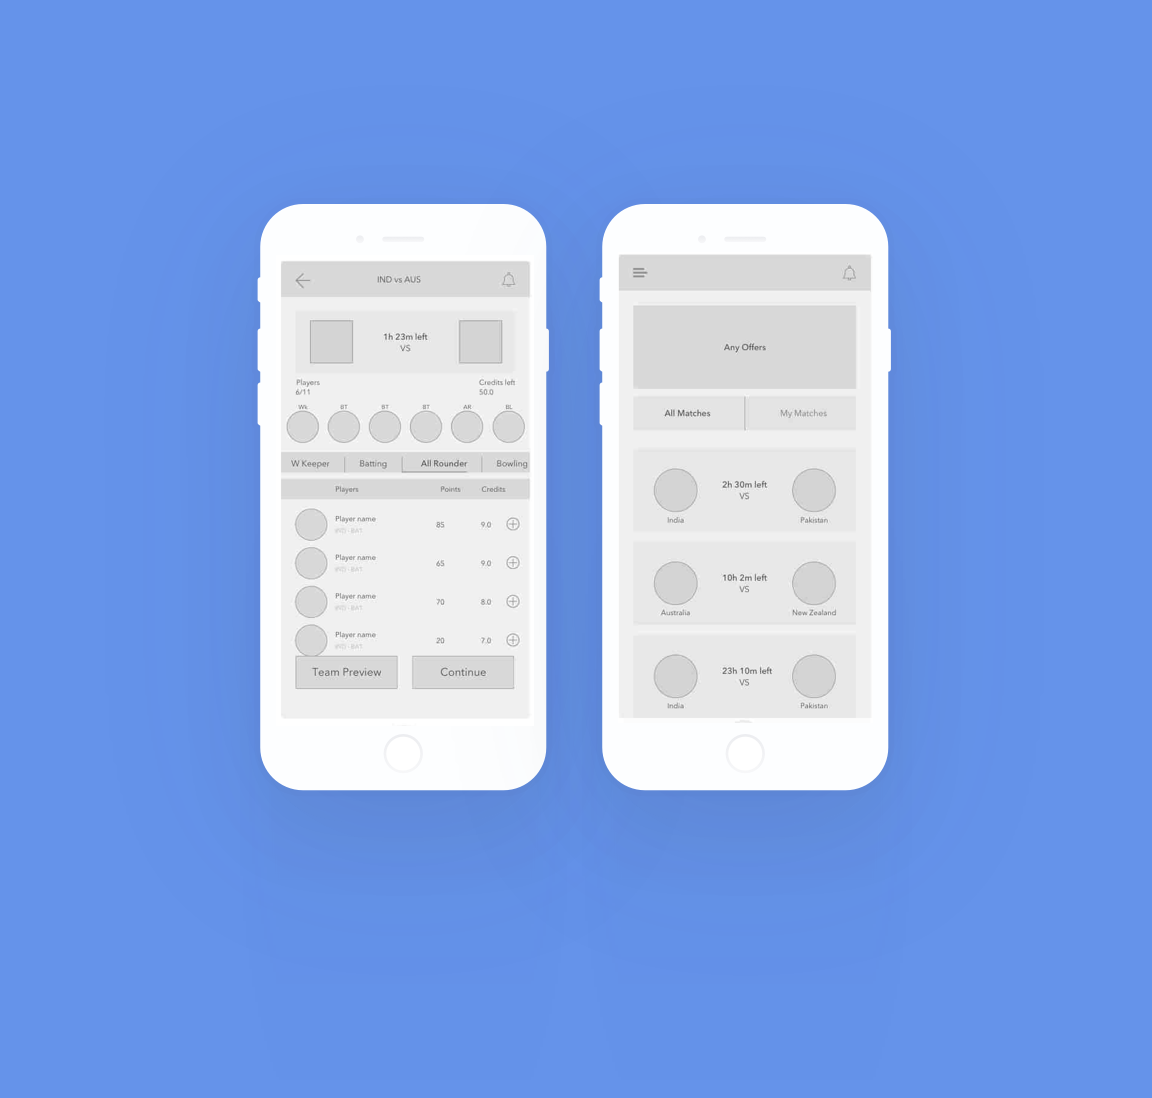 IND vs AUS
1h 23m left
VS
Players
6/11
Credits left
50.0
Wk BT BT BT AR BL
W Keeper Batting All Rounder Bowling
Players Points Credits
Player name 85 9.0
IND - BAT
Player name 65 9.0
IND - BAT
Player name 70 8.0
IND - BAT
Player name 20 7.0
IND - BAT
Team Preview Continue
Any Offers
All Matches My Matches
2h 30m left
VS
India Pakistan
10h 2m left
VS
Australia New Zealand
23h 10m left
VS
India Pakistan